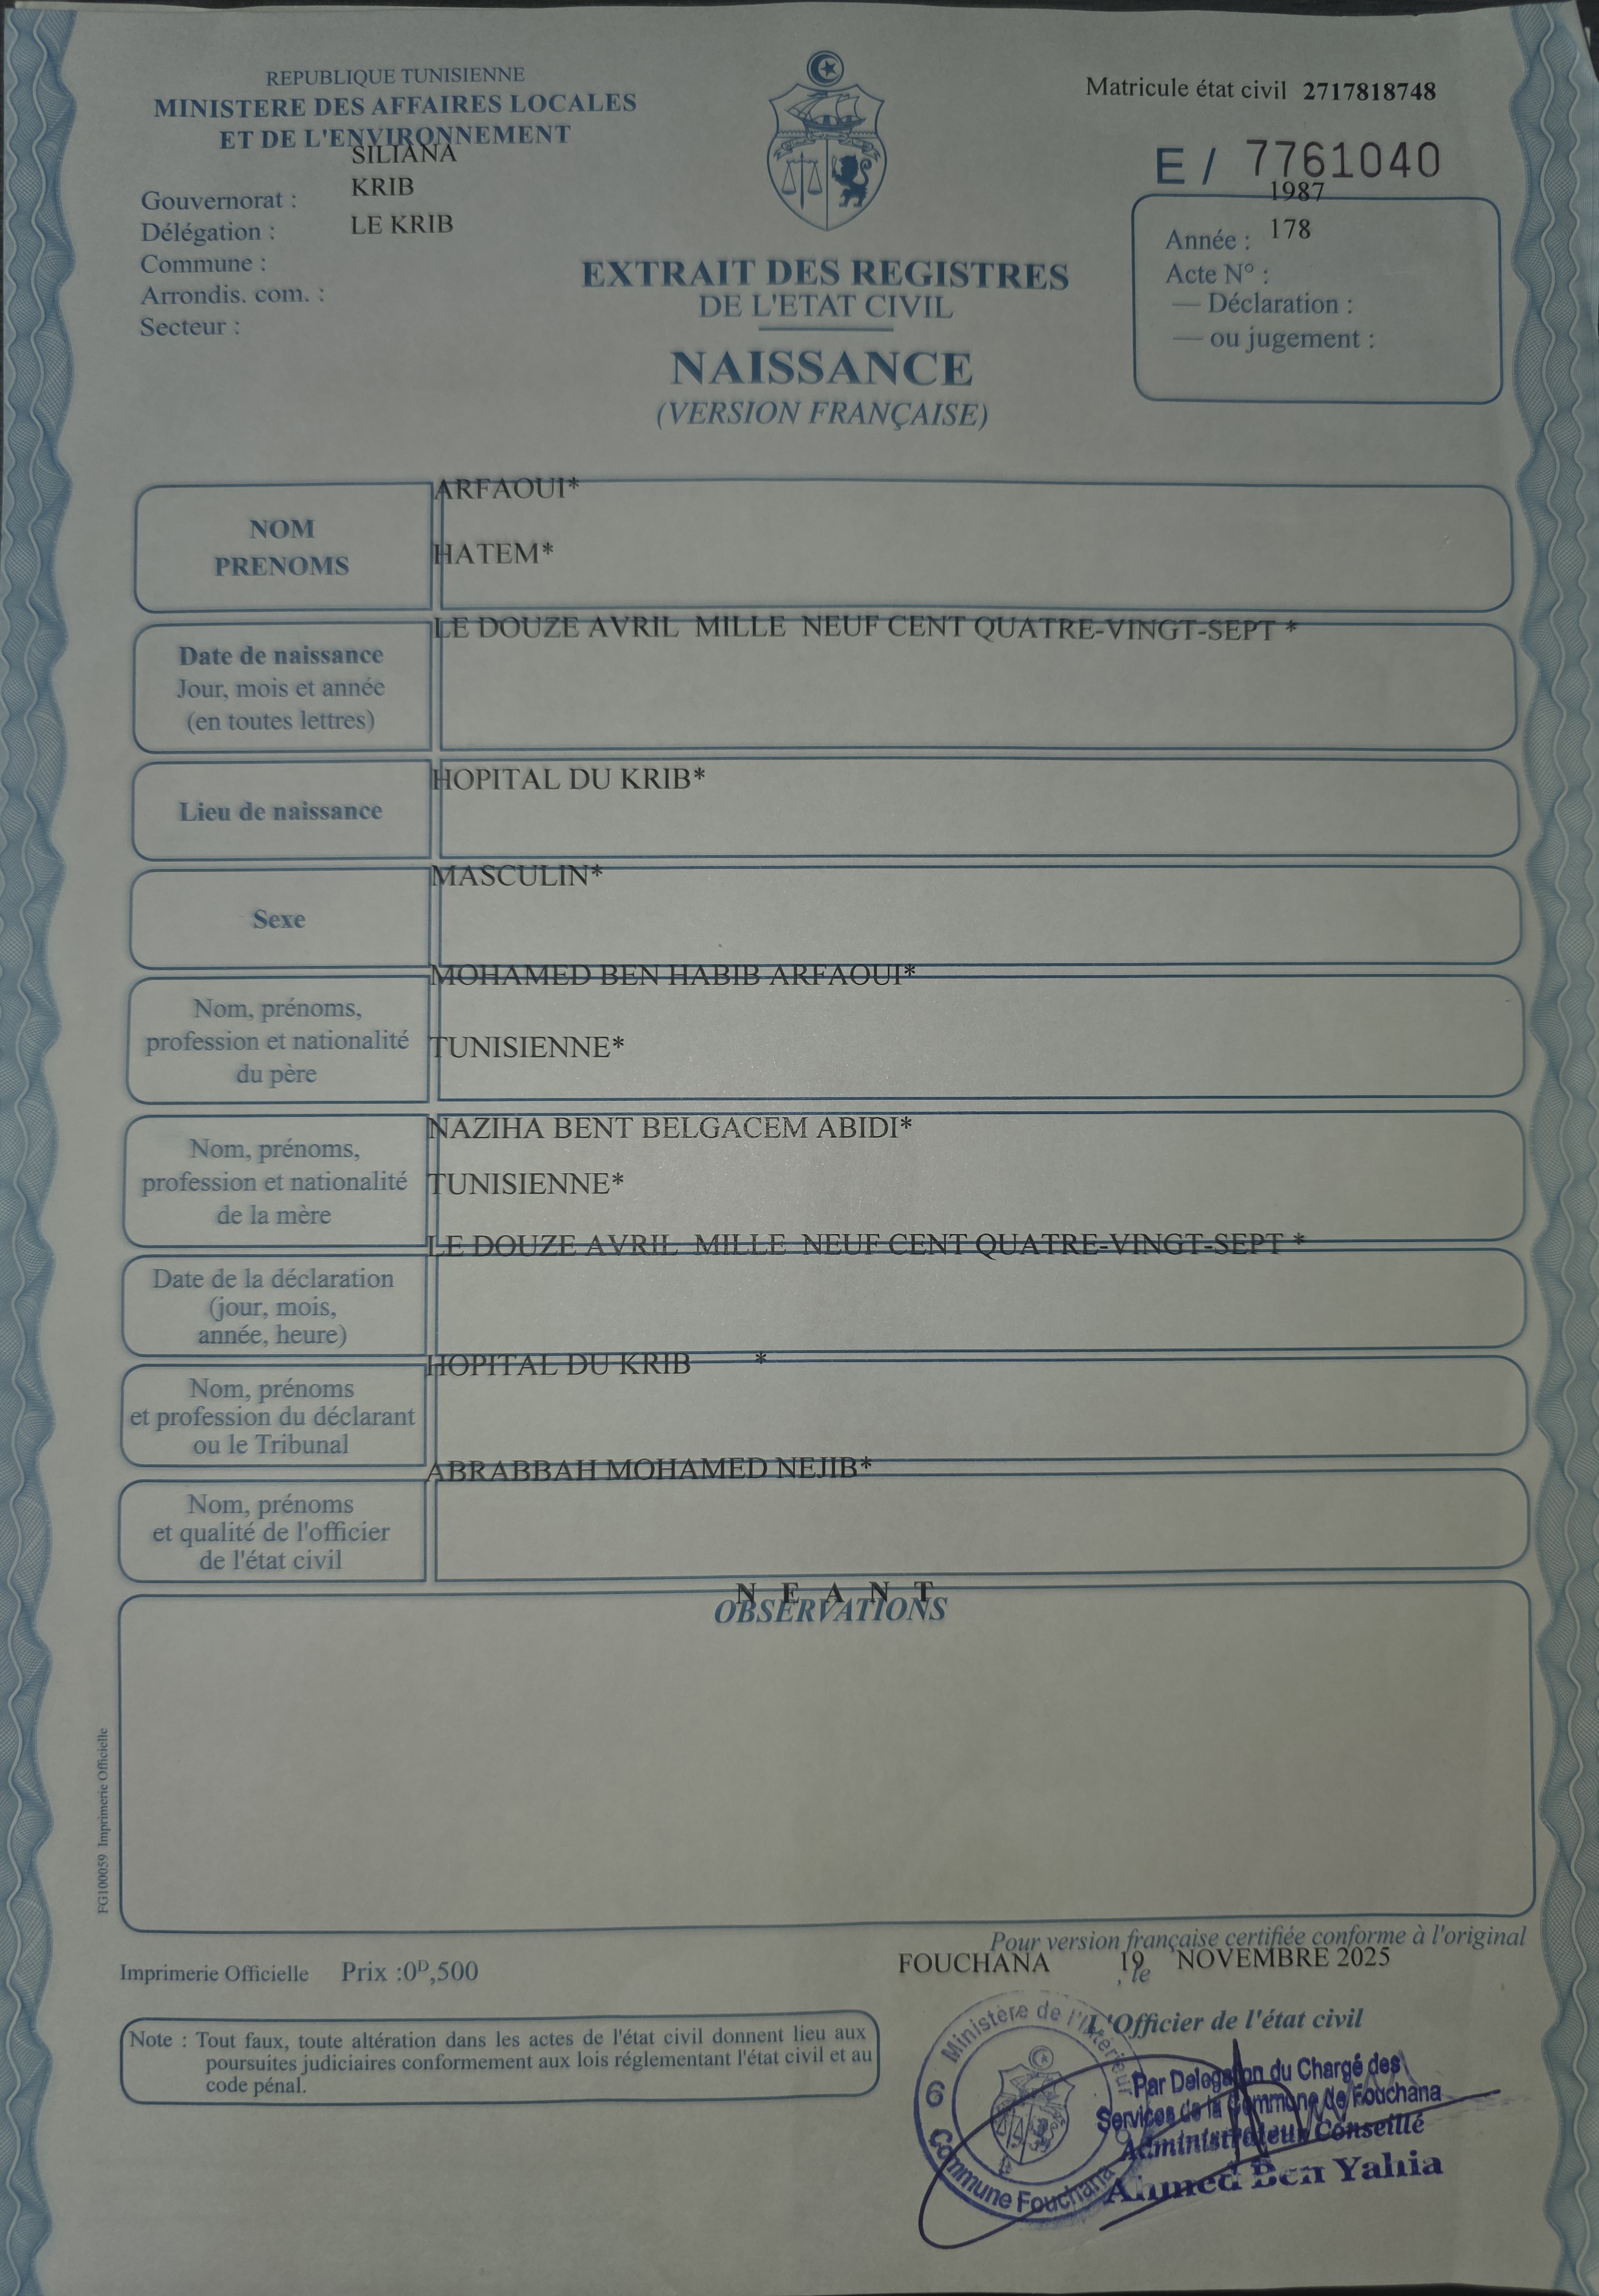 REPUBLIQUE TUNISIENNE
MINISTERE DES AFFAIRES LOCALES
ET DE L'ENVIRONNEMENT
SILIANA
Gouvernorat : KRIB
Délégation : LE KRIB
Commune :
Arrondis. com. :
Secteur :
Matricule état civil 2717818748
E / 7761040
1987
Année : 178
Acte N° :
— Déclaration :
— ou jugement :
EXTRAIT DES REGISTRES
DE L'ETAT CIVIL
NAISSANCE
(VERSION FRANÇAISE)
NOM
PRENOMS
ARFAOUI*
HATEM*
Date de naissance
Jour, mois et année
(en toutes lettres)
LE DOUZE AVRIL MILLE NEUF CENT QUATRE-VINGT-SEPT *
Lieu de naissance
HOPITAL DU KRIB*
Sexe
MASCULIN*
Nom, prénoms,
profession et nationalité
du père
MOHAMED BEN HABIB ARFAOUI*
TUNISIENNE*
Nom, prénoms,
profession et nationalité
de la mère
NAZIHA BENT BELGACEM ABIDI*
TUNISIENNE*
Date de la déclaration
(jour, mois,
année, heure)
LE DOUZE AVRIL MILLE NEUF CENT QUATRE-VINGT-SEPT *
Nom, prénoms
et profession du déclarant
ou le Tribunal
HOPITAL DU KRIB *
Nom, prénoms
et qualité de l'officier
de l'état civil
ABRABBAH MOHAMED NEJIB*
N E A N T
OBSERVATIONS
FG100059 Imprimerie Officielle
Pour version française certifiée conforme à l'original
FOUCHANA , le 19 NOVEMBRE 2025
Imprimerie Officielle Prix :0ᴰ,500
L'Officier de l'état civil
Note : Tout faux, toute altération dans les actes de l'état civil donnent lieu aux
poursuites judiciaires conformement aux lois réglementant l'état civil et au
code pénal.
Ministère de l'Intérieur
6 Commune Fouchana
Par Delegation du Chargé des
Services de la Commune de Fouchana
Administrateur Conseillé
Ahmed Ben Yahia